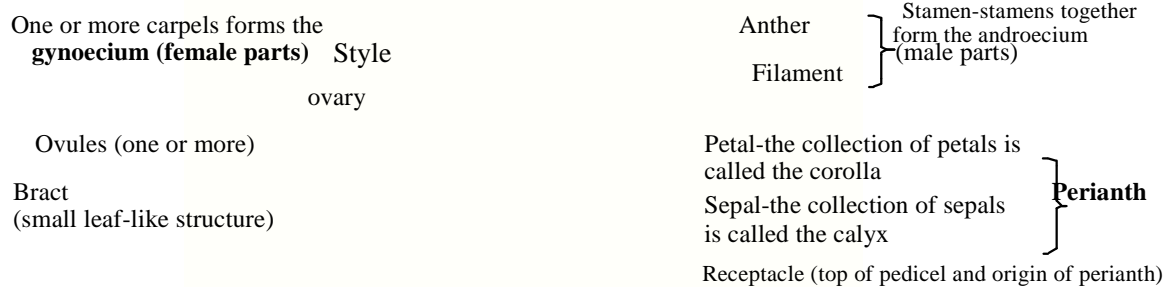 One or more carpels forms the
gynoecium (female parts) Style
ovary
Ovules (one or more)
Bract
(small leaf-like structure)
Anther
Filament
Stamen-stamens together
form the androecium
(male parts)
Petal-the collection of petals is
called the corolla
Sepal-the collection of sepals
is called the calyx
Perianth
Receptacle (top of pedicel and origin of perianth)